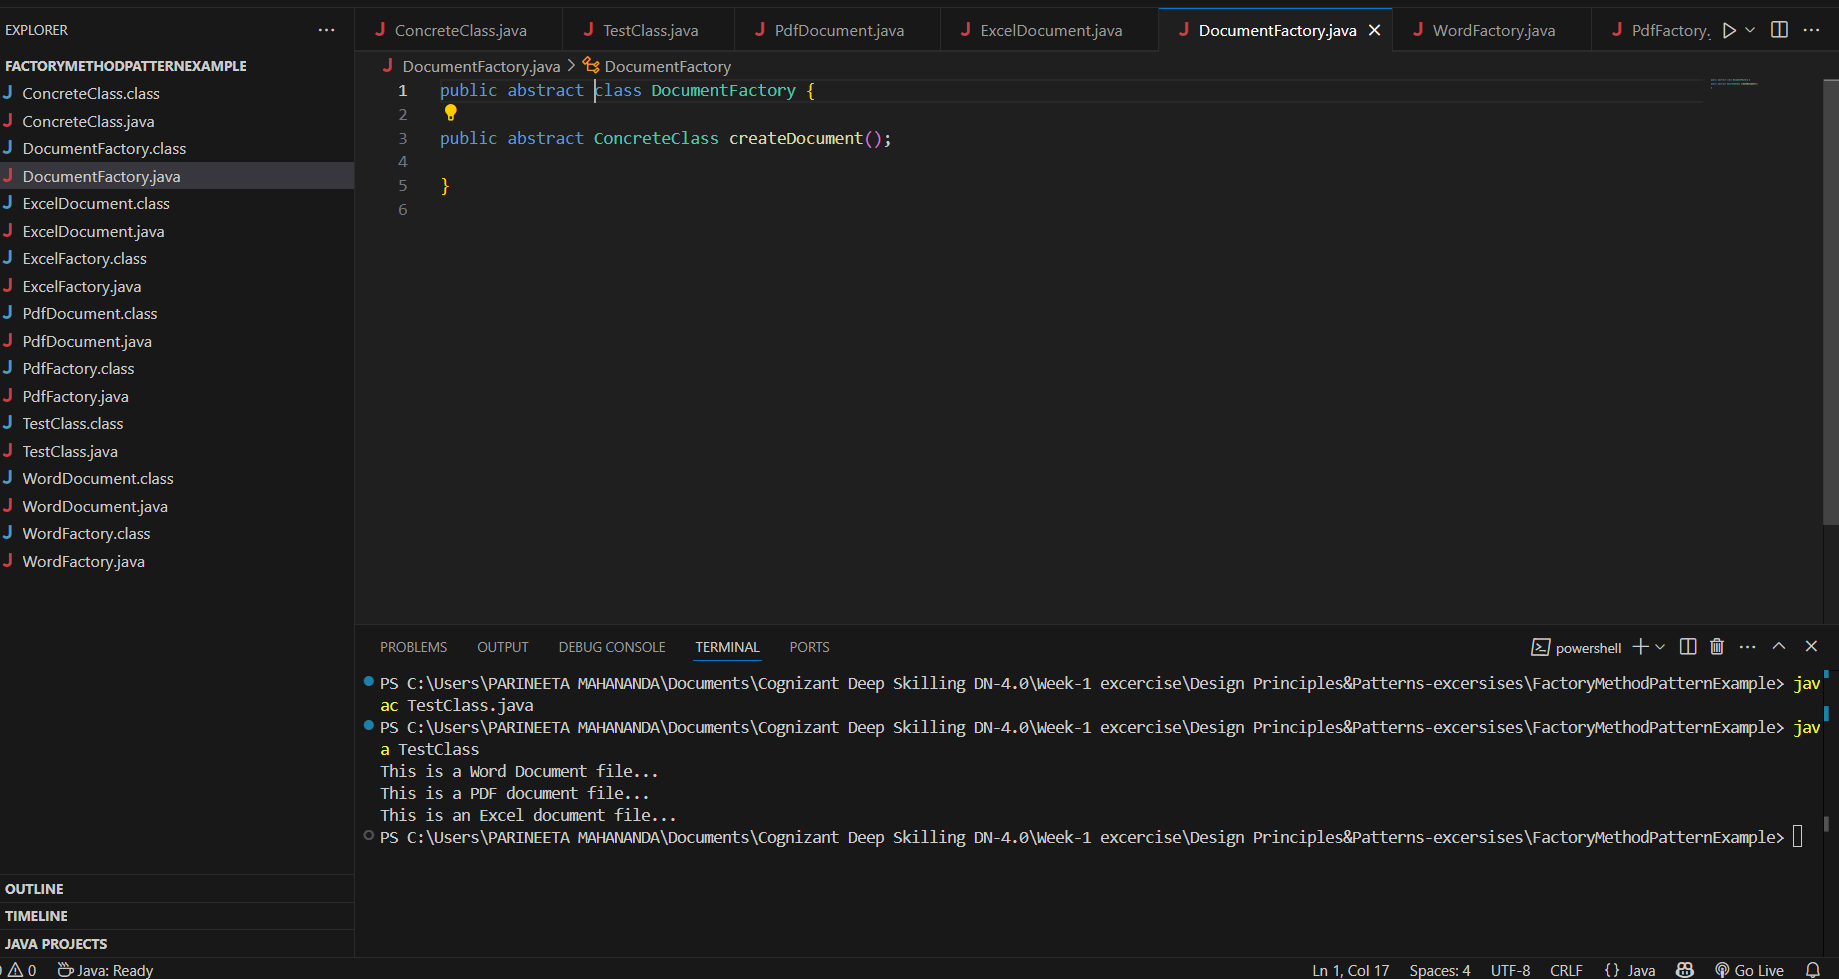 EXPLORER
FACTORYMETHODPATTERNEXAMPLE
J ConcreteClass.class
J ConcreteClass.java
J DocumentFactory.class
J DocumentFactory.java
J ExcelDocument.class
J ExcelDocument.java
J ExcelFactory.class
J ExcelFactory.java
J PdfDocument.class
J PdfDocument.java
J PdfFactory.class
J PdfFactory.java
J TestClass.class
J TestClass.java
J WordDocument.class
J WordDocument.java
J WordFactory.class
J WordFactory.java
OUTLINE
TIMELINE
JAVA PROJECTS
J ConcreteClass.java J TestClass.java J PdfDocument.java J ExcelDocument.java J DocumentFactory.java J WordFactory.java J PdfFactory.
J DocumentFactory.java > DocumentFactory
1 public abstract class DocumentFactory {
2
3 public abstract ConcreteClass createDocument();
4
5 }
6
PROBLEMS OUTPUT DEBUG CONSOLE TERMINAL PORTS powershell
PS C:\Users\PARINEETA MAHANANDA\Documents\Cognizant Deep Skilling DN-4.0\Week-1 excercise\Design Principles&Patterns-excersises\FactoryMethodPatternExample> jav
ac TestClass.java
PS C:\Users\PARINEETA MAHANANDA\Documents\Cognizant Deep Skilling DN-4.0\Week-1 excercise\Design Principles&Patterns-excersises\FactoryMethodPatternExample> jav
a TestClass
This is a Word Document file...
This is a PDF document file...
This is an Excel document file...
PS C:\Users\PARINEETA MAHANANDA\Documents\Cognizant Deep Skilling DN-4.0\Week-1 excercise\Design Principles&Patterns-excersises\FactoryMethodPatternExample>
0 Java: Ready Ln 1, Col 17 Spaces: 4 UTF-8 CRLF {} Java Go Live